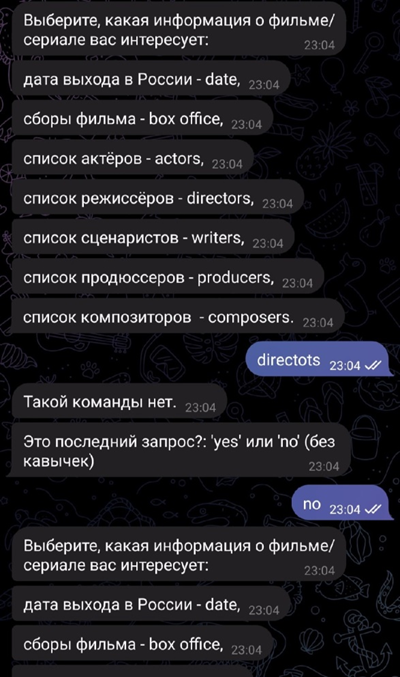 Выберите, какая информация о фильме/
сериале вас интересует:
23:04
дата выхода в России - date, 23:04
сборы фильма - box office, 23:04
список актёров - actors, 23:04
список режиссёров - directors, 23:04
список сценаристов - writers, 23:04
список продюссеров - producers, 23:04
список композиторов - composers. 23:04
directots 23:04
Такой команды нет. 23:04
Это последний запрос?: 'yes' или 'no' (без
кавычек) 23:04
no 23:04
Выберите, какая информация о фильме/
сериале вас интересует:
23:04
дата выхода в России - date, 23:04
сборы фильма - box office, 23:04